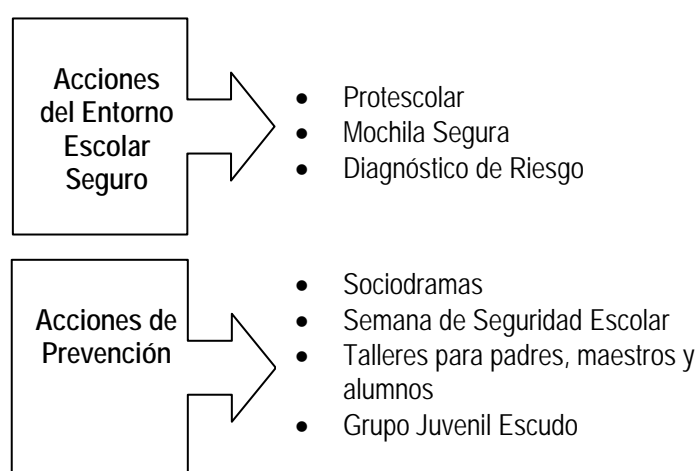 Acciones
del Entorno
Escolar
Seguro
• Protescolar
• Mochila Segura
• Diagnóstico de Riesgo
Acciones de
Prevención
• Sociodramas
• Semana de Seguridad Escolar
• Talleres para padres, maestros y
alumnos
• Grupo Juvenil Escudo